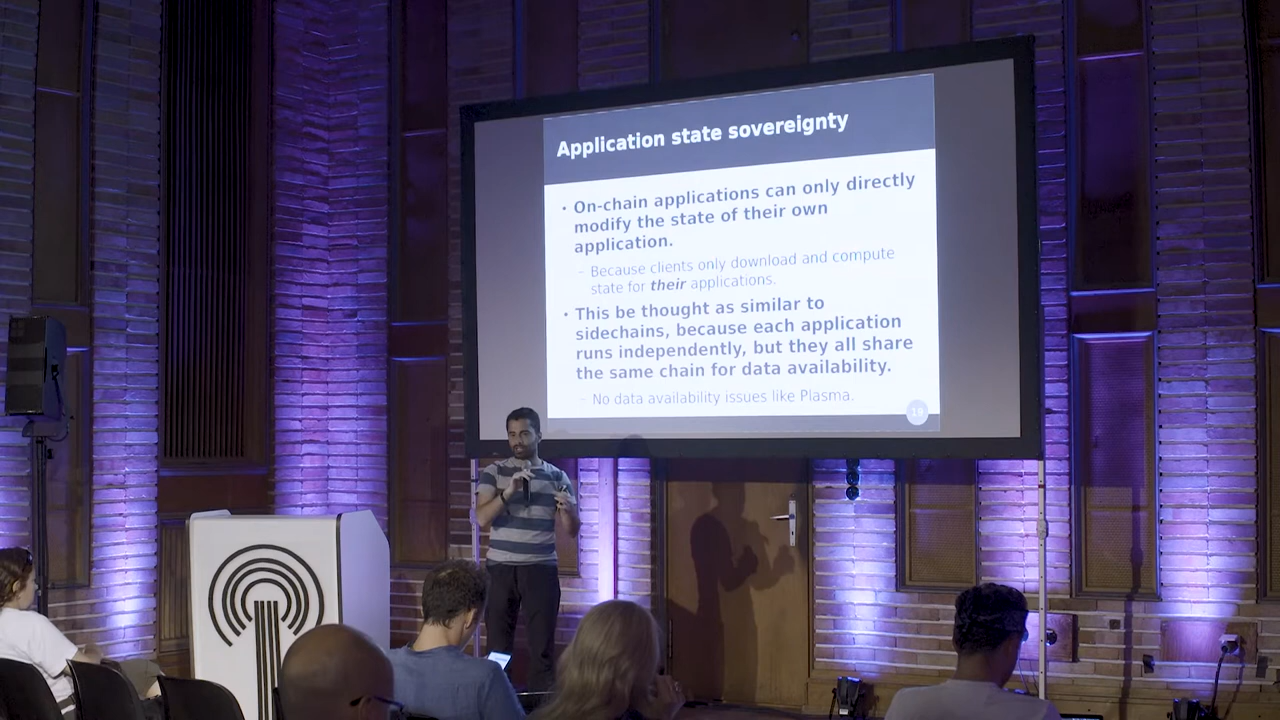 Application state sovereignty
• On-chain applications can only directly
modify the state of their own
application.
– Because clients only download and compute
state for their applications.
• This be thought as similar to
sidechains, because each application
runs independently, but they all share
the same chain for data availability.
– No data availability issues like Plasma.
19